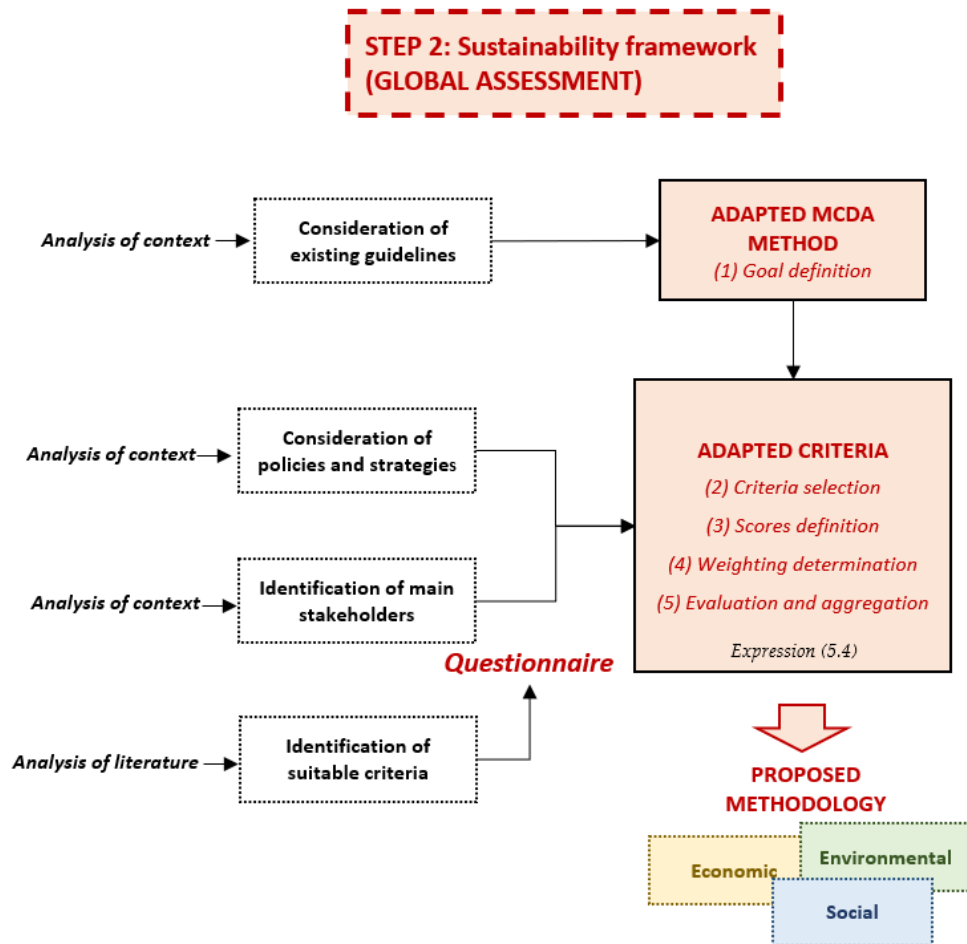 STEP 2: Sustainability framework
(GLOBAL ASSESSMENT)
Analysis of context
Consideration of
existing guidelines
ADAPTED MCDA
METHOD
(1) Goal definition
Analysis of context
Consideration of
policies and strategies
Analysis of context
Identification of main
stakeholders
ADAPTED CRITERIA
(2) Criteria selection
(3) Scores definition
(4) Weighting determination
(5) Evaluation and aggregation
Expression (5.4)
Questionnaire
Analysis of literature
Identification of
suitable criteria
PROPOSED
METHODOLOGY
Economic
Environmental
Social